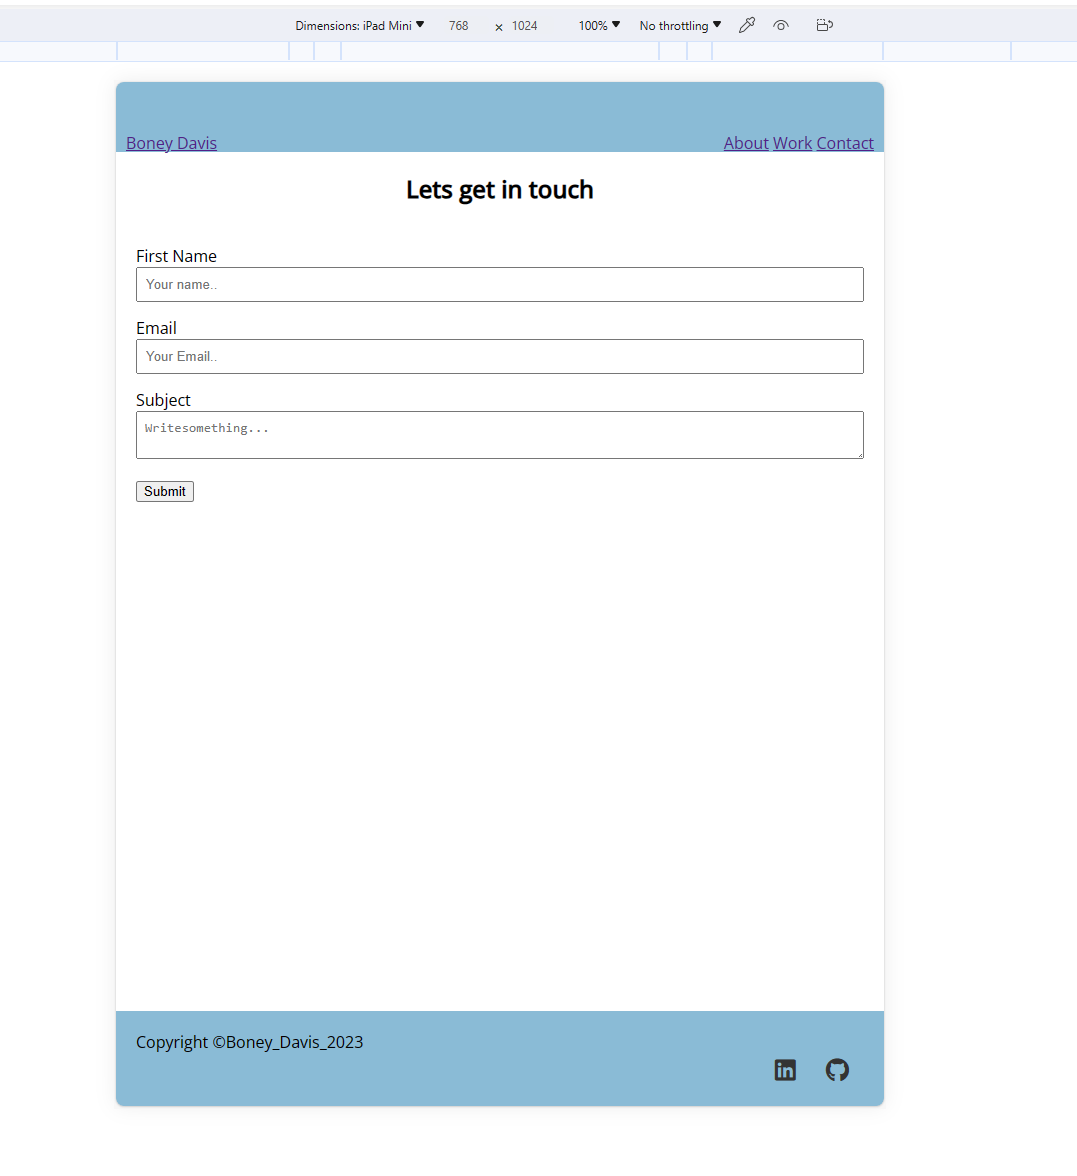 Dimensions: iPad Mini ▼ 768 × 1024 100% ▼ No throttling ▼
Boney Davis About Work Contact
Lets get in touch
First Name
Your name..
Email
Your Email..
Subject
Writesomething...
Submit
Copyright ©Boney_Davis_2023
in